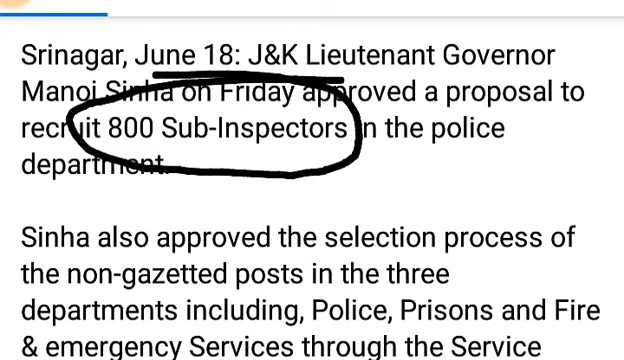 Srinagar, June 18: J&K Lieutenant Governor
Manoj Sinha on Friday approved a proposal to
recruit 800 Sub-Inspectors in the police
department.
Sinha also approved the selection process of
the non-gazetted posts in the three
departments including, Police, Prisons and Fire
& emergency Services through the Service